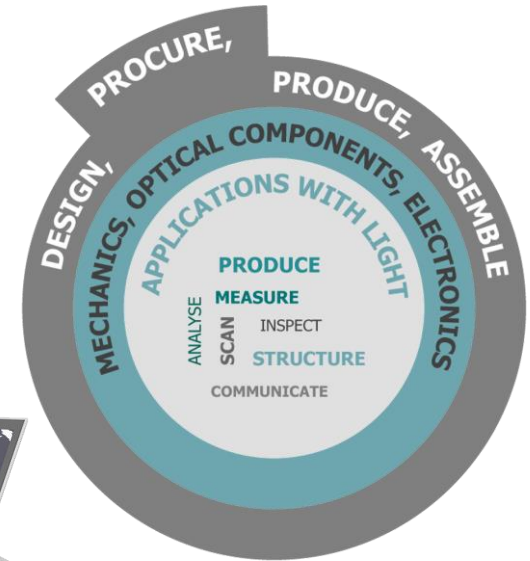 DESIGN, PROCURE, PRODUCE, ASSEMBLE
MECHANICS, OPTICAL COMPONENTS, ELECTRONICS
APPLICATIONS WITH LIGHT
PRODUCE
MEASURE
ANALYSE
SCAN
INSPECT
STRUCTURE
COMMUNICATE